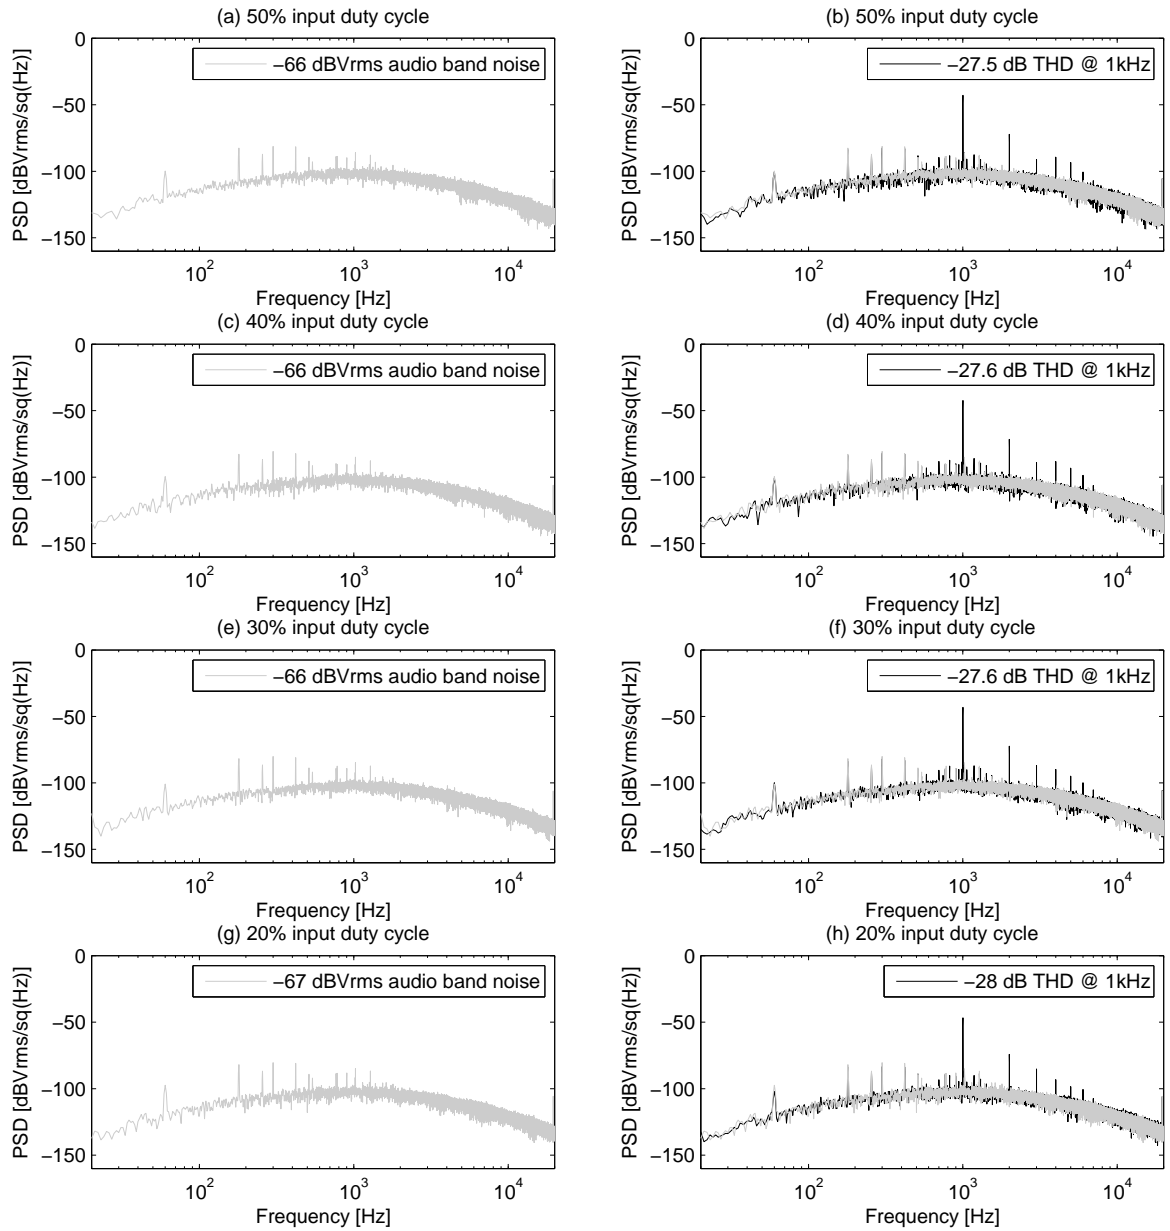 (a) 50% input duty cycle
PSD [dBVrms/sq(Hz)]
0
−50
−100
−150
−66 dBVrms audio band noise
10^2 10^3 10^4
Frequency [Hz]
(b) 50% input duty cycle
PSD [dBVrms/sq(Hz)]
0
−50
−100
−150
−27.5 dB THD @ 1kHz
10^2 10^3 10^4
Frequency [Hz]
(c) 40% input duty cycle
PSD [dBVrms/sq(Hz)]
0
−50
−100
−150
−66 dBVrms audio band noise
10^2 10^3 10^4
Frequency [Hz]
(d) 40% input duty cycle
PSD [dBVrms/sq(Hz)]
0
−50
−100
−150
−27.6 dB THD @ 1kHz
10^2 10^3 10^4
Frequency [Hz]
(e) 30% input duty cycle
PSD [dBVrms/sq(Hz)]
0
−50
−100
−150
−66 dBVrms audio band noise
10^2 10^3 10^4
Frequency [Hz]
(f) 30% input duty cycle
PSD [dBVrms/sq(Hz)]
0
−50
−100
−150
−27.6 dB THD @ 1kHz
10^2 10^3 10^4
Frequency [Hz]
(g) 20% input duty cycle
PSD [dBVrms/sq(Hz)]
0
−50
−100
−150
−67 dBVrms audio band noise
10^2 10^3 10^4
Frequency [Hz]
(h) 20% input duty cycle
PSD [dBVrms/sq(Hz)]
0
−50
−100
−150
−28 dB THD @ 1kHz
10^2 10^3 10^4
Frequency [Hz]